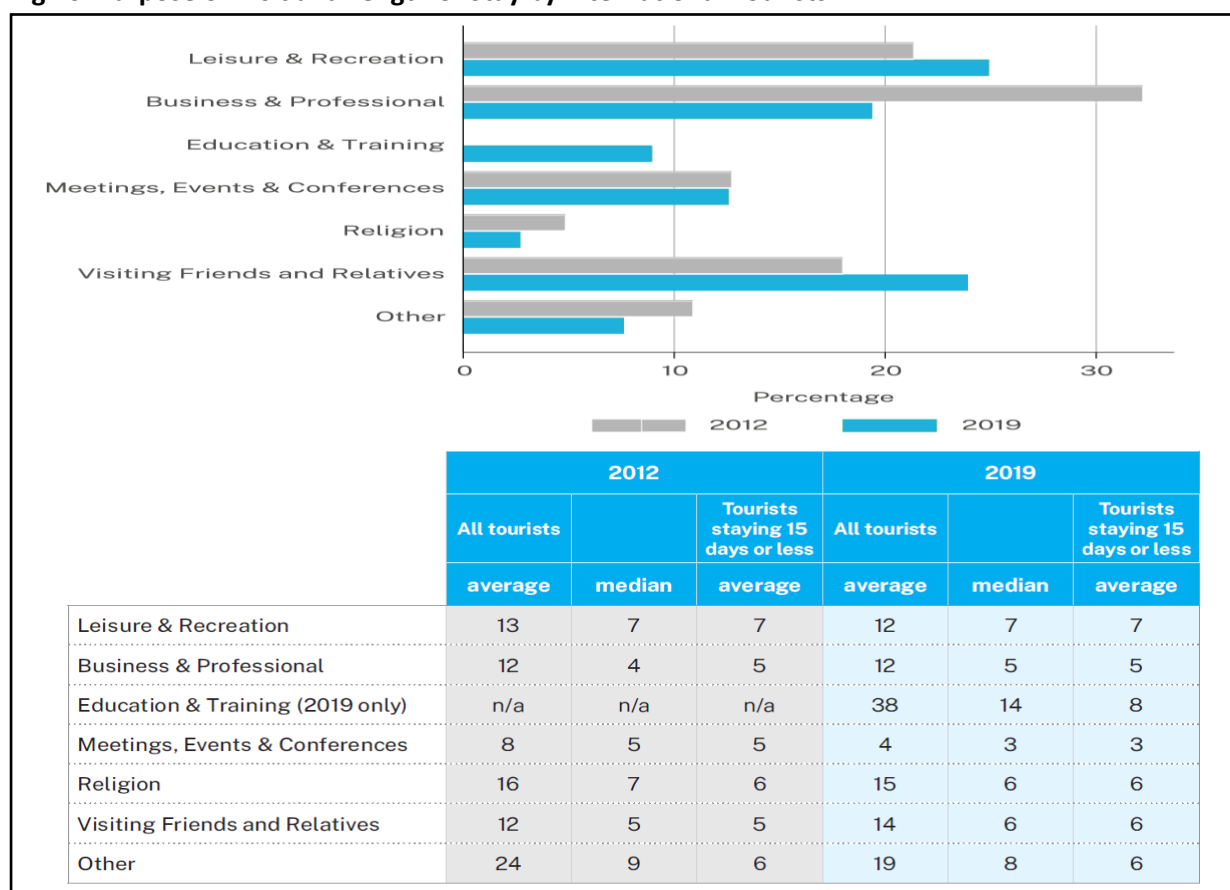 Leisure & Recreation
Business & Professional
Education & Training
Meetings, Events & Conferences
Religion
Visiting Friends and Relatives
Other
0 10 20 30
Percentage
2012 2019
2012 2019
All tourists Tourists staying 15 days or less All tourists Tourists staying 15 days or less
average median average average median average
Leisure & Recreation 13 7 7 12 7 7
Business & Professional 12 4 5 12 5 5
Education & Training (2019 only) n/a n/a n/a 38 14 8
Meetings, Events & Conferences 8 5 5 4 3 3
Religion 16 7 6 15 6 6
Visiting Friends and Relatives 12 5 5 14 6 6
Other 24 9 6 19 8 6